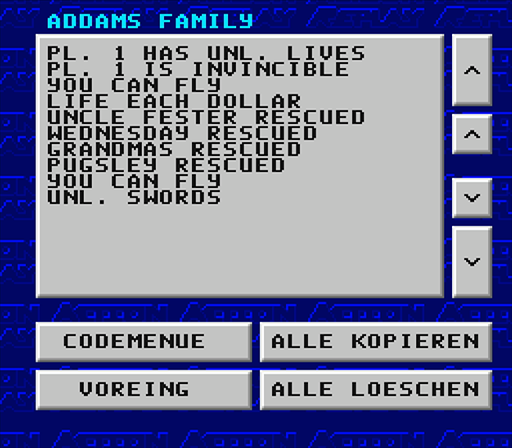 ADDAMS FAMILY
PL. 1 HAS UNL. LIVES
PL. 1 IS INVINCIBLE
YOU CAN FLY
LIFE EACH DOLLAR
UNCLE FESTER RESCUED
WEDNESDAY RESCUED
GRANDMAS RESCUED
PUGSLEY RESCUED
YOU CAN FLY
UNL. SWORDS
CODEMENUE
ALLE KOPIEREN
VOREING
ALLE LOESCHEN